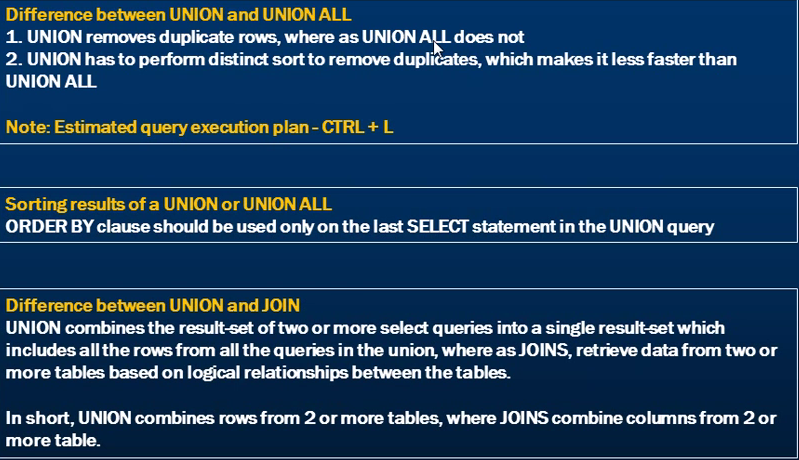 Difference between UNION and UNION ALL
1. UNION removes duplicate rows, where as UNION ALL does not
2. UNION has to perform distinct sort to remove duplicates, which makes it less faster than
UNION ALL
Note: Estimated query execution plan - CTRL + L
Sorting results of a UNION or UNION ALL
ORDER BY clause should be used only on the last SELECT statement in the UNION query
Difference between UNION and JOIN
UNION combines the result-set of two or more select queries into a single result-set which
includes all the rows from all the queries in the union, where as JOINS, retrieve data from two or
more tables based on logical relationships between the tables.
In short, UNION combines rows from 2 or more tables, where JOINS combine columns from 2 or
more table.